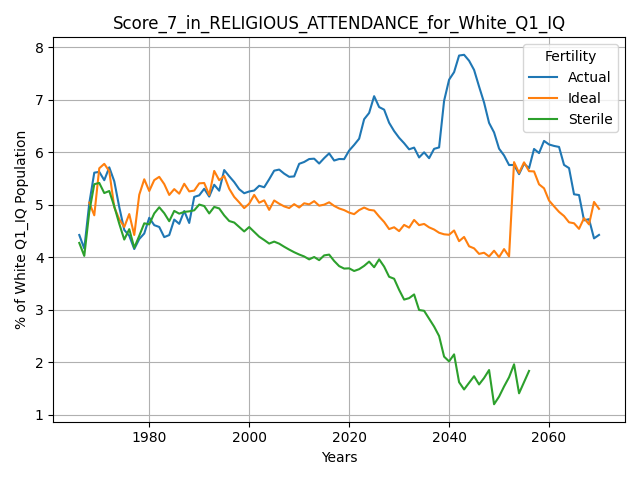 Score_7_in_RELIGIOUS_ATTENDANCE_for_White_Q1_IQ
% of White Q1_IQ Population
8
7
6
5
4
3
2
1
Fertility
Actual
Ideal
Sterile
1980
2000
2020
2040
2060
Years